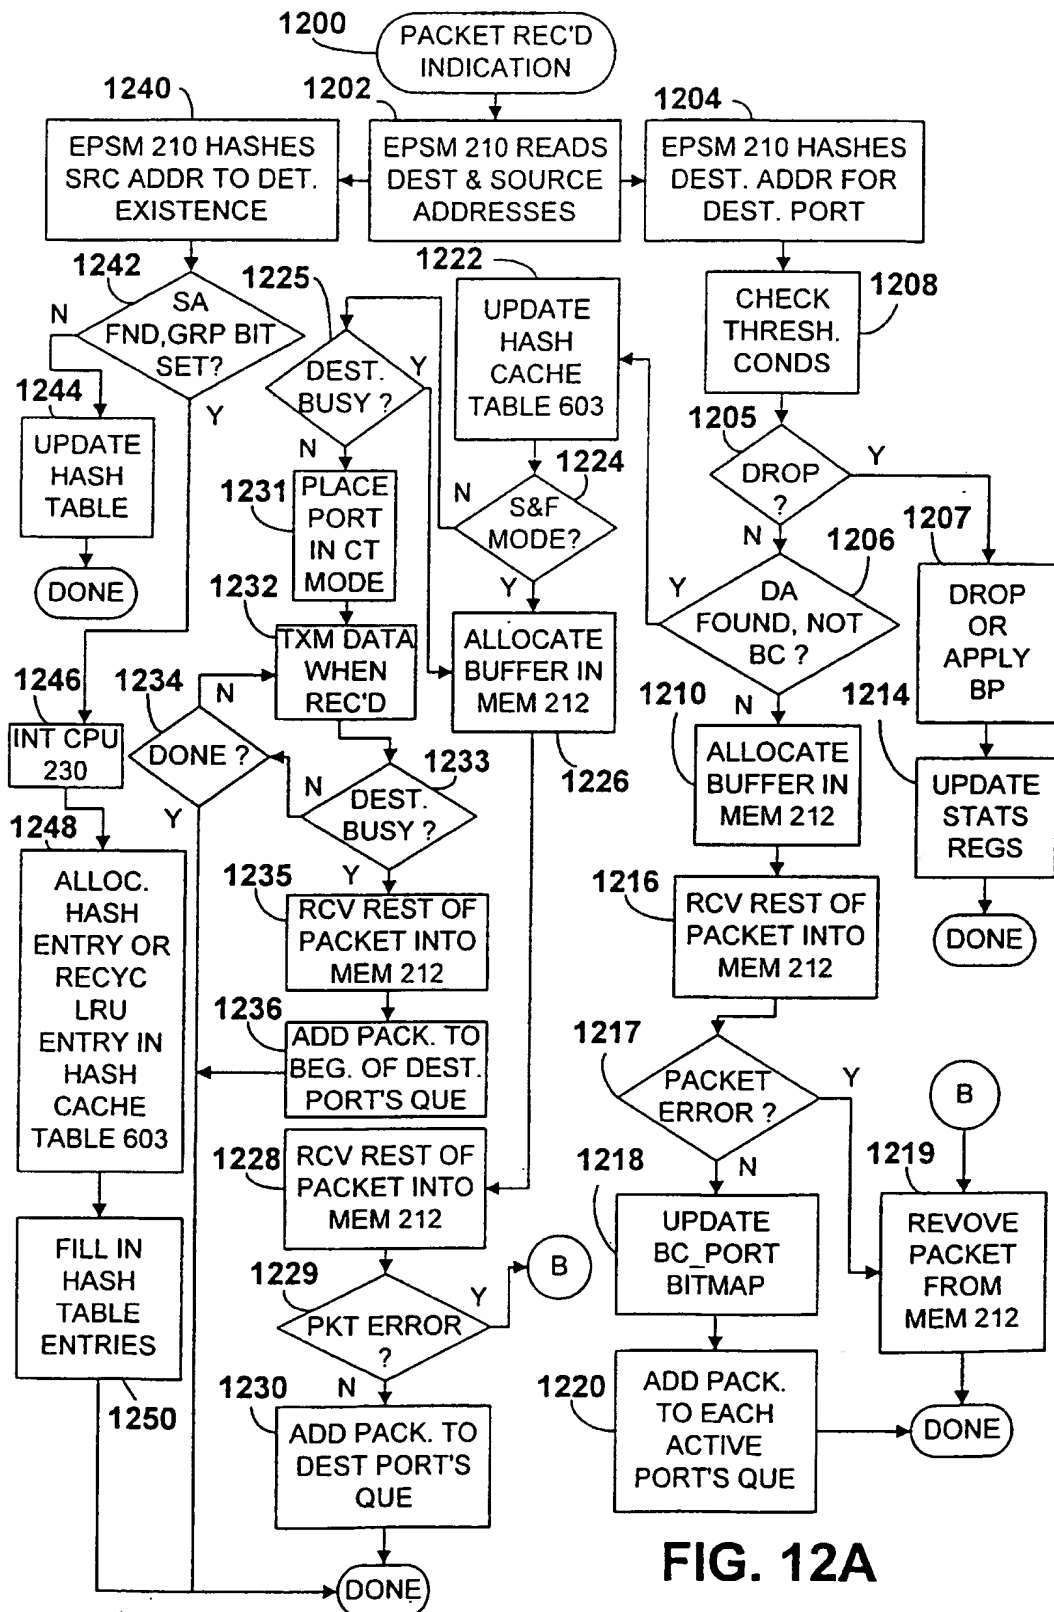 1200
PACKET REC'D
INDICATION
1240
EPSM 210 HASHES
SRC ADDR TO DET.
EXISTENCE
1202
EPSM 210 READS
DEST & SOURCE
ADDRESSES
1204
EPSM 210 HASHES
DEST. ADDR FOR
DEST. PORT
1242
SA
FND,GRP BIT
SET?
N
Y
1244
UPDATE
HASH
TABLE
DONE
1246
INT CPU
230
1248
ALLOC.
HASH
ENTRY OR
RECYC
LRU
ENTRY IN
HASH
CACHE
TABLE 603
FILL IN
HASH
TABLE
ENTRIES
1250
1225
DEST.
BUSY ?
Y
N
1231
PLACE
PORT
IN CT
MODE
1232
TXM DATA
WHEN
REC'D
1234
DONE ?
N
Y
1233
DEST.
BUSY ?
N
Y
1235
RCV REST OF
PACKET INTO
MEM 212
1236
ADD PACK. TO
BEG. OF DEST.
PORT'S QUE
1222
UPDATE
HASH
CACHE
TABLE 603
1224
S&F
MODE?
N
Y
ALLOCATE
BUFFER IN
MEM 212
1226
1228
RCV REST OF
PACKET INTO
MEM 212
1229
PKT ERROR
?
Y
B
N
1230
ADD PACK. TO
DEST PORT'S
QUE
DONE
1208
CHECK
THRESH.
CONDS
1205
DROP
?
Y
N
1207
DROP
OR
APPLY
BP
1214
UPDATE
STATS
REGS
DONE
1206
DA
FOUND, NOT
BC ?
Y
N
1210
ALLOCATE
BUFFER IN
MEM 212
1216
RCV REST OF
PACKET INTO
MEM 212
1217
PACKET
ERROR ?
Y
N
B
1218
UPDATE
BC_PORT
BITMAP
1219
REVOVE
PACKET
FROM
MEM 212
1220
ADD PACK.
TO EACH
ACTIVE
PORT'S QUE
DONE
FIG. 12A